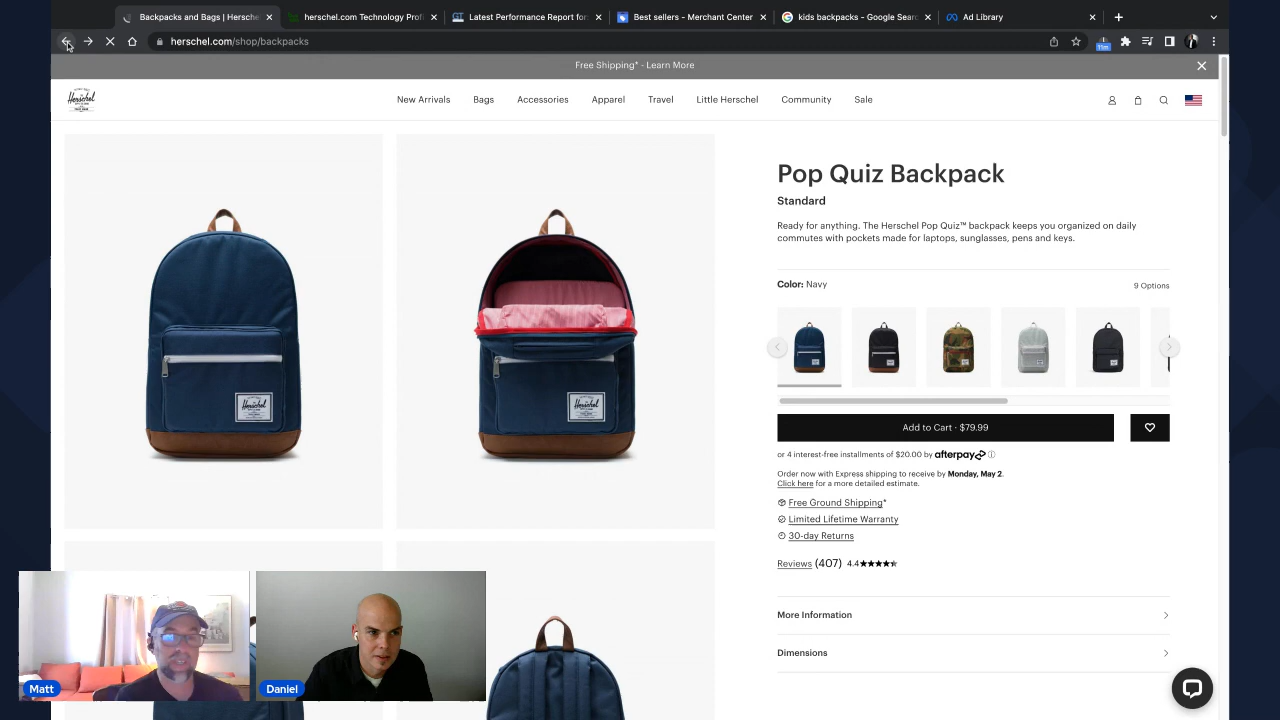 Backpacks and Bags | Hersche
herschel.com Technology Profi
Latest Performance Report for
Best sellers - Merchant Center
kids backpacks - Google Searc
Ad Library
herschel.com/shop/backpacks
11m
Free Shipping* - Learn More
Herschel
New Arrivals
Bags
Accessories
Apparel
Travel
Little Herschel
Community
Sale
Pop Quiz Backpack
Standard
Ready for anything. The Herschel Pop Quiz™ backpack keeps you organized on daily
commutes with pockets made for laptops, sunglasses, pens and keys.
Color: Navy
9 Options
Add to Cart · $79.99
or 4 interest-free installments of $20.00 by afterpay
Order now with Express shipping to receive by Monday, May 2.
Click here for a more detailed estimate.
Free Ground Shipping*
Limited Lifetime Warranty
30-day Returns
Reviews (407) 4.4
More Information
Dimensions
Herschel
Herschel
Matt
Daniel